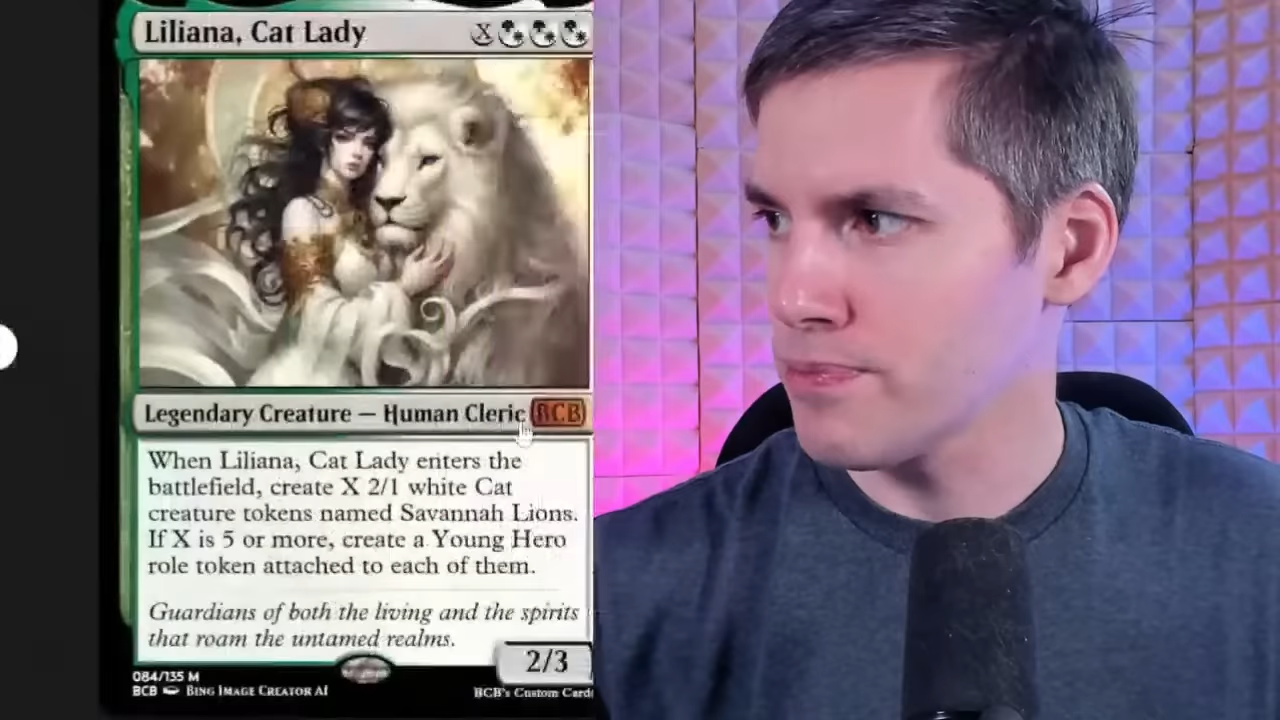 Liliana, Cat Lady
X
Legendary Creature — Human Cleric BCB
When Liliana, Cat Lady enters the
battlefield, create X 2/1 white Cat
creature tokens named Savannah Lions.
If X is 5 or more, create a Young Hero
role token attached to each of them.
Guardians of both the living and the spirits
that roam the untamed realms.
2/3
084/135 M
BCB Bing Image Creator AI
BCB's Custom Card